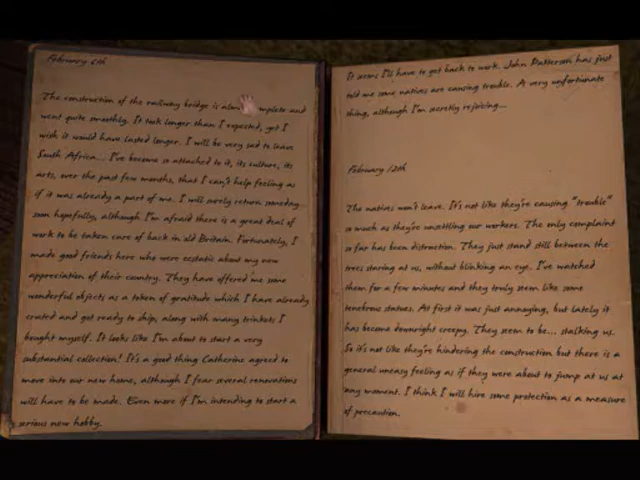 February 6th
The construction of the railway bridge is almost complete and
went quite smoothly. It took longer than I expected, yet I
wish it would have lasted longer. I will be very sad to leave
South Africa... I've become so attached to it, its culture, its
arts, over the past few months, that I can't help feeling as
if it was already a part of me. I will surely return someday...
soon hopefully, although I'm afraid there is a great deal of
work to be taken care of back in old Britain. Fortunately, I
made good friends here who were ecstatic about my new
appreciation of their country. They have offered me some
wonderful objects as a token of gratitude which I have already
crated and got ready to ship, along with many trinkets I
bought myself. It looks like I'm about to start a very
substantial collection! It's a good thing Catherine agreed to
move into our new home, although I fear several renovations
will have to be made. Even more if I'm intending to start a
serious new hobby.
It seems I'll have to get back to work. John Patterson has just
told me some natives are causing trouble. A very unfortunate
thing, although I'm secretly rejoicing...
February 12th
The natives won't leave. It's not like they're causing "trouble"
so much as they're unsettling our workers. The only complaint
so far has been distraction. They just stand still between the
trees staring at us, without blinking an eye. I've watched
them for a few minutes and they truly seem like some
tenebrous statues. At first it was just annoying, but lately it
has become downright creepy. They seem to be... stalking us.
So it's not like they're hindering the construction but there is a
general uneasy feeling as if they were about to jump at us at
any moment. I think I will hire some protection as a measure
of precaution.